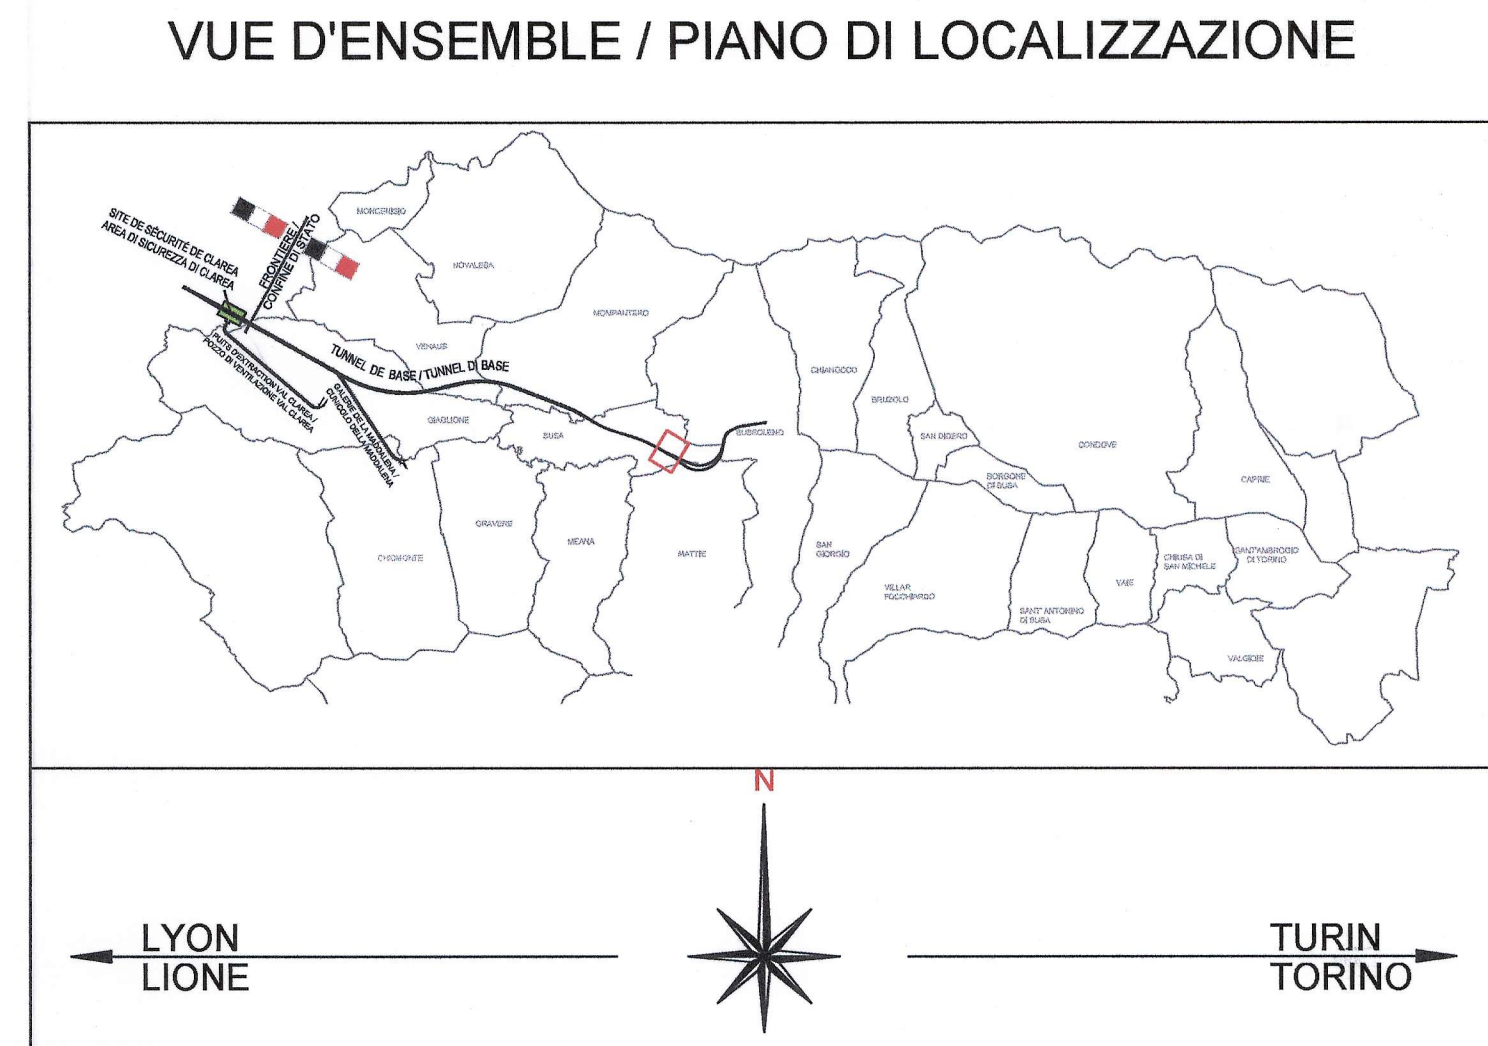 VUE D'ENSEMBLE / PIANO DI LOCALIZZAZIONE
SITE DE SÉCURITÉ DE CLAREA
AREA DI SICUREZZA DI CLAREA
FRONTIERE /
CONFINE DI STATO
MONCENISIO
NOVALESA
MOMPANTERO
VENAUS
TUNNEL DE BASE / TUNNEL DI BASE
PUITS D'EXTRACTION VAL CLAREA /
POZZO DI VENTILAZIONE VAL CLAREA
GALERIE DE LA MADDALENA /
CUNICOLO DELLA MADDALENA
GIAGLIONE
SUSA
BUSSOLENO
CHIANOCCO
BRUZOLO
SAN DIDERO
CONDOVE
BORGONE
DI SUSA
CAPRIE
CHIOMONTE
GRAVERE
MEANA
MATTIE
SAN
GIORGIO
VILLAR
FOCCHIARDO
SANT' ANTONINO
DI SUSA
VAIE
CHIUSA DI
SAN MICHELE
SANT'AMBROGIO
DI TORINO
VALGIOIE
N
LYON
LIONE
TURIN
TORINO